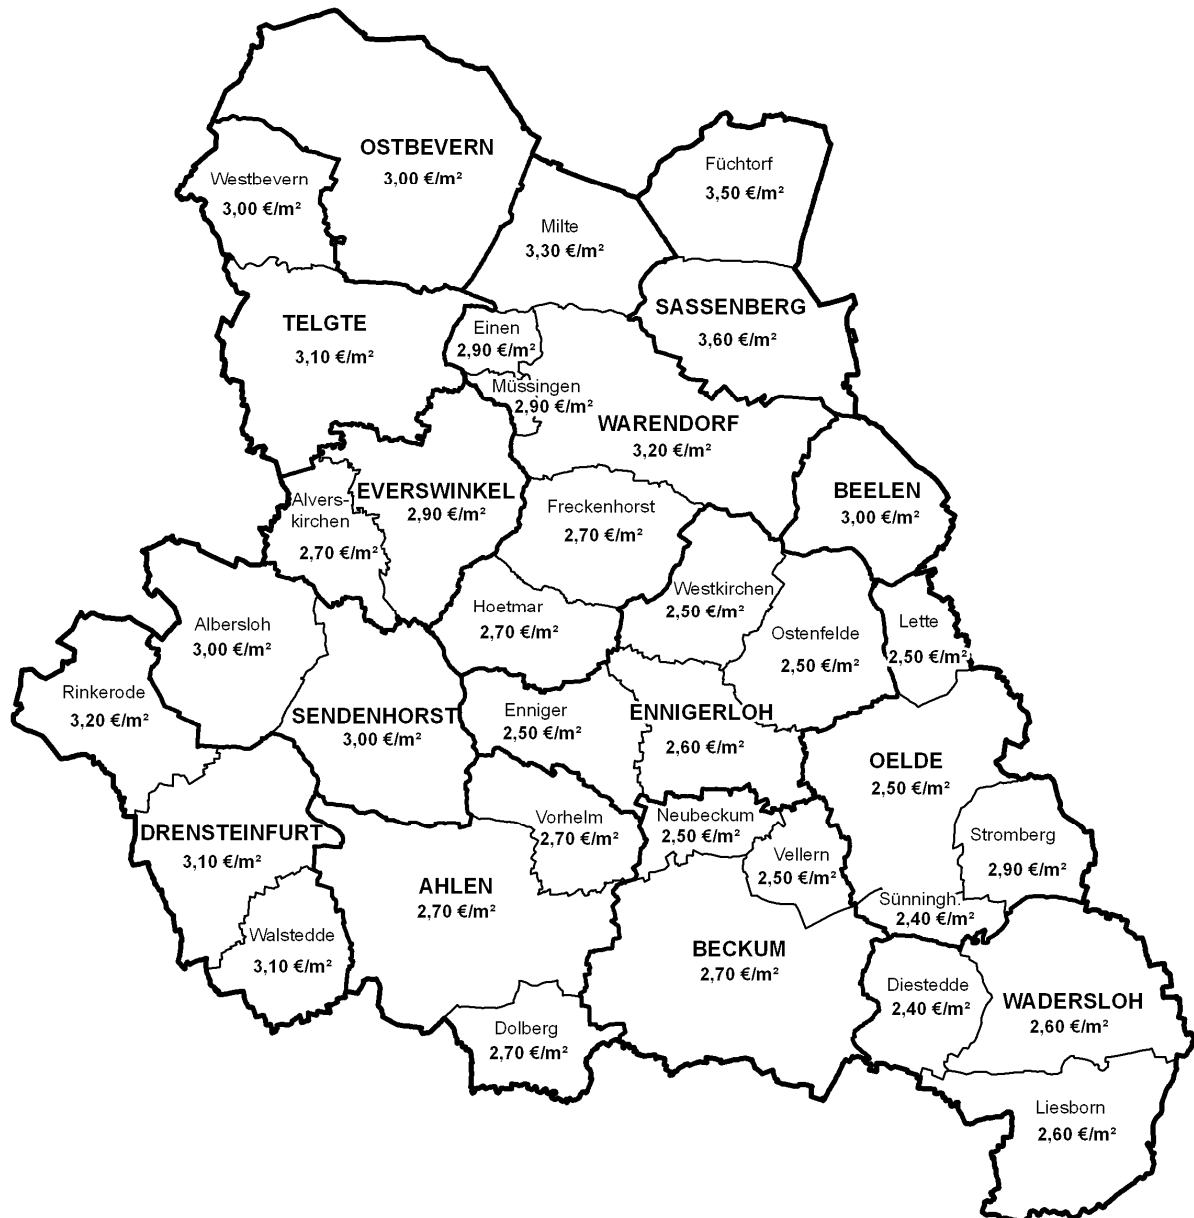 OSTBEVERN
3,00 €/m²
Westbevern
3,00 €/m²
Füchtorf
3,50 €/m²
Milte
3,30 €/m²
SASSENBERG
3,60 €/m²
TELGTE
3,10 €/m²
Einen
2,90 €/m²
Müssingen
2,90 €/m²
WARENDORF
3,20 €/m²
EVERSWINKEL
2,90 €/m²
Alvers-
kirchen
2,70 €/m²
Freckenhorst
2,70 €/m²
BEELEN
3,00 €/m²
Westkirchen
2,50 €/m²
Hoetmar
2,70 €/m²
Albersloh
3,00 €/m²
Ostenfelde
2,50 €/m²
Lette
2,50 €/m²
Rinkerode
3,20 €/m²
SENDENHORST
3,00 €/m²
Enniger
2,50 €/m²
ENNIGERLOH
2,60 €/m²
OELDE
2,50 €/m²
DRENSTEINFURT
3,10 €/m²
Vorhelm
2,70 €/m²
Neubeckum
2,50 €/m²
Vellern
2,50 €/m²
Stromberg
2,90 €/m²
AHLEN
2,70 €/m²
Sünningh.
2,40 €/m²
Walstedde
3,10 €/m²
BECKUM
2,70 €/m²
Diestedde
2,40 €/m²
WADERSLOH
2,60 €/m²
Dolberg
2,70 €/m²
Liesborn
2,60 €/m²